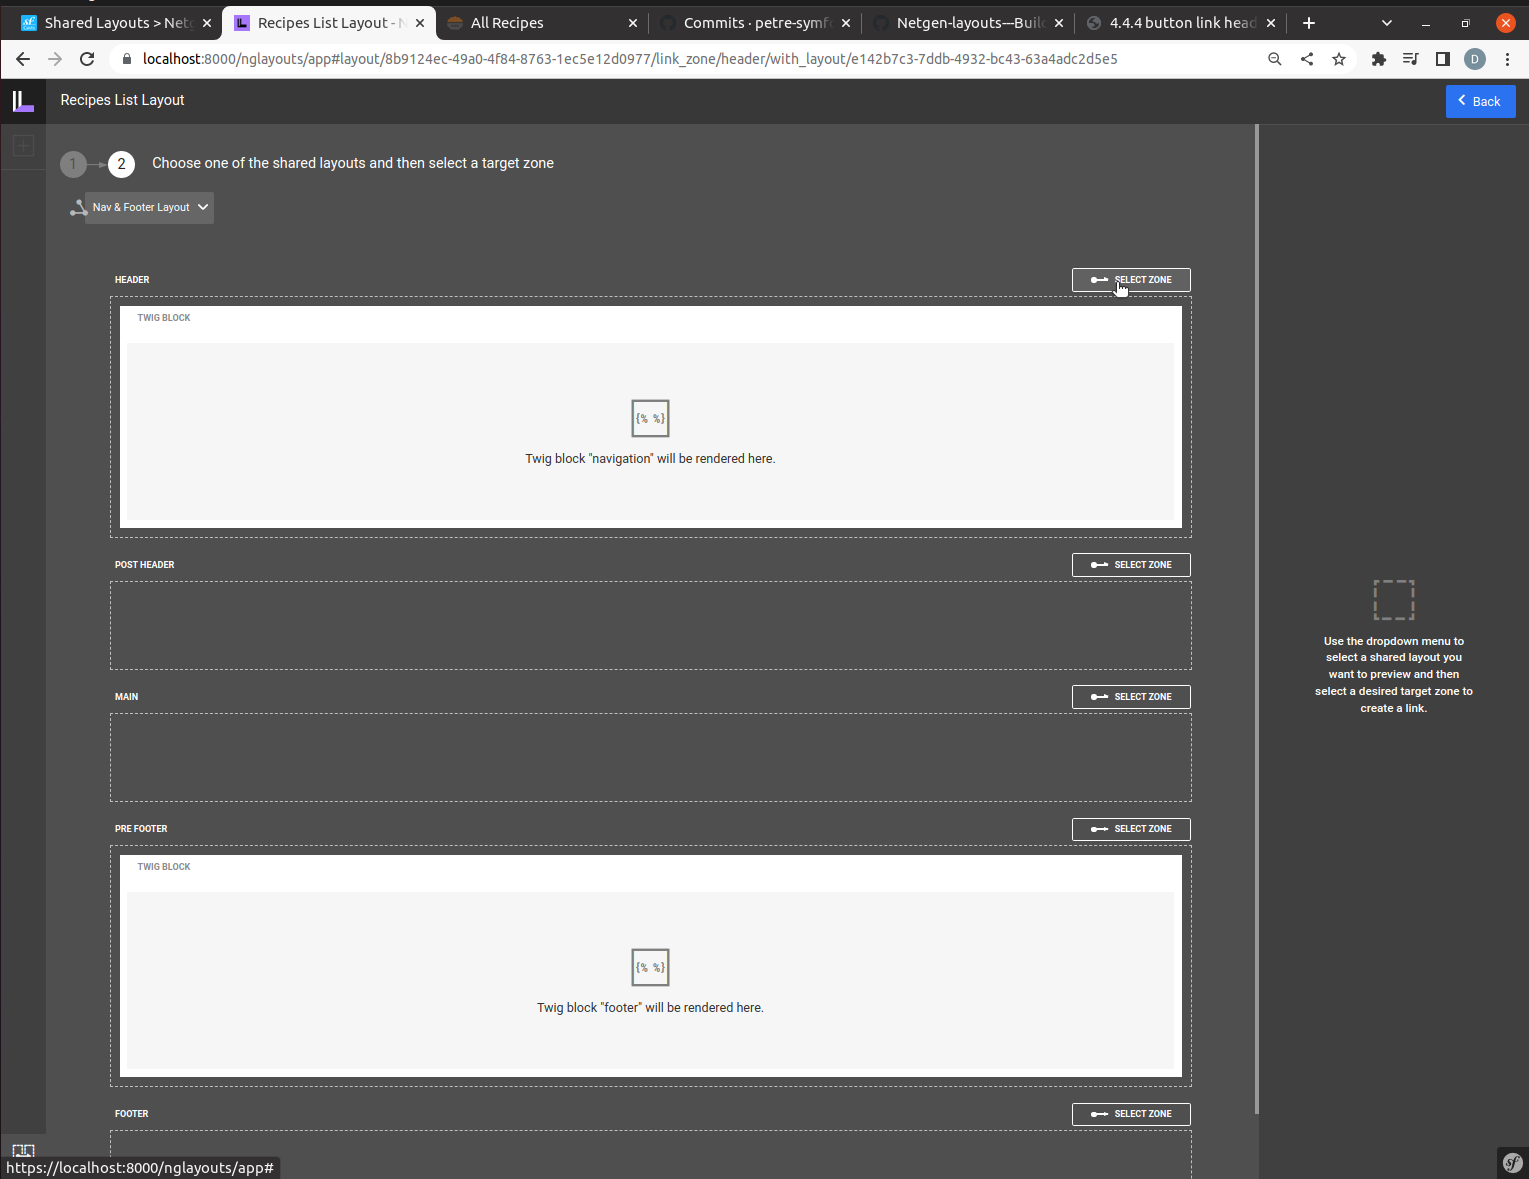 Shared Layouts > Netg
Recipes List Layout - N
All Recipes
Commits · petre-symf
Netgen-layouts---Buil
4.4.4 button link head
localhost:8000/nglayouts/app#layout/8b9124ec-49a0-4f84-8763-1ec5e12d0977/link_zone/header/with_layout/e142b7c3-7ddb-4932-bc43-63a4adc2d5e5
D
Recipes List Layout
Back
1
2
Choose one of the shared layouts and then select a target zone
Nav & Footer Layout
HEADER
SELECT ZONE
TWIG BLOCK
{% %}
Twig block "navigation" will be rendered here.
POST HEADER
SELECT ZONE
MAIN
SELECT ZONE
Use the dropdown menu to
select a shared layout you
want to preview and then
select a desired target zone to
create a link.
PRE FOOTER
SELECT ZONE
TWIG BLOCK
{% %}
Twig block "footer" will be rendered here.
FOOTER
SELECT ZONE
https://localhost:8000/nglayouts/app#
sf